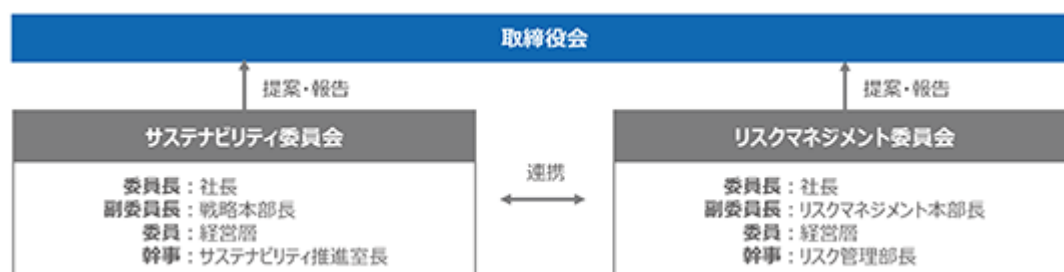 取締役会
提案・報告
提案・報告
サステナビリティ委員会
リスクマネジメント委員会
委員長：社長
副委員長：戦略本部長
委員：経営層
幹事：サステナビリティ推進室長
連携
委員長：社長
副委員長：リスクマネジメント本部長
委員：経営層
幹事：リスク管理部長